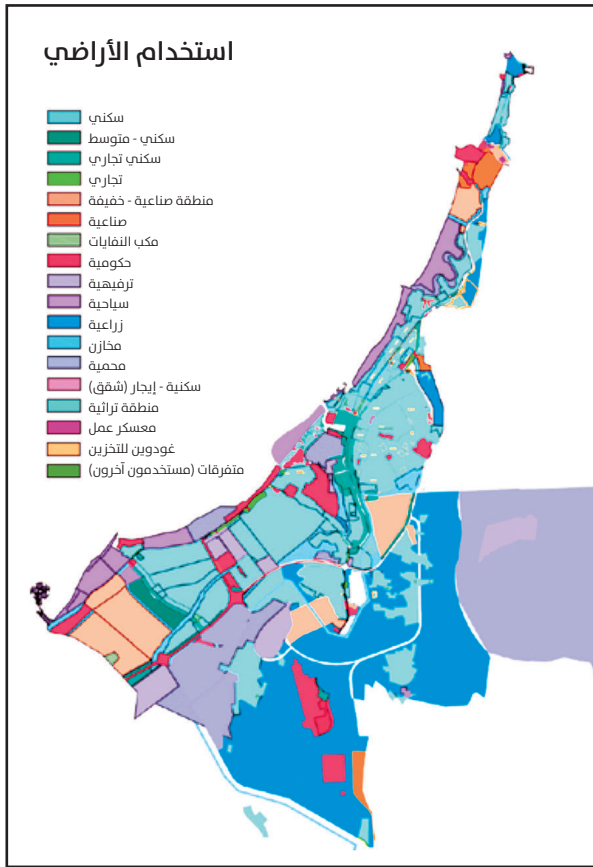 استخدام الأراضي
سكني
سكني - متوسط
سكني تجاري
تجاري
منطقة صناعية - خفيفة
صناعية
مكب النفايات
حكومية
ترفيهية
سياحية
زراعية
مخازن
محمية
سكنية - إيجار (شقق)
منطقة تراثية
معسكر عمل
غودوين للتخزين
متفرقات (مستخدمون آخرون)